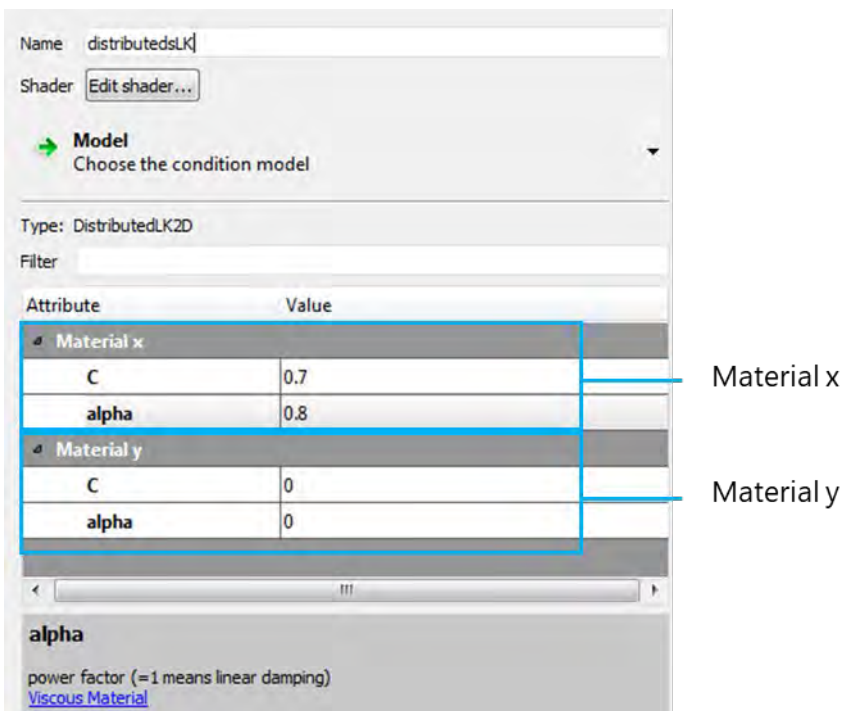 Name distributedsLK
Shader Edit shader...
Model
Choose the condition model
Type: DistributedLK2D
Filter
Attribute Value
Material x
C 0.7
alpha 0.8
Material x
Material y
C 0
alpha 0
Material y
alpha
power factor (=1 means linear damping)
Viscous Material